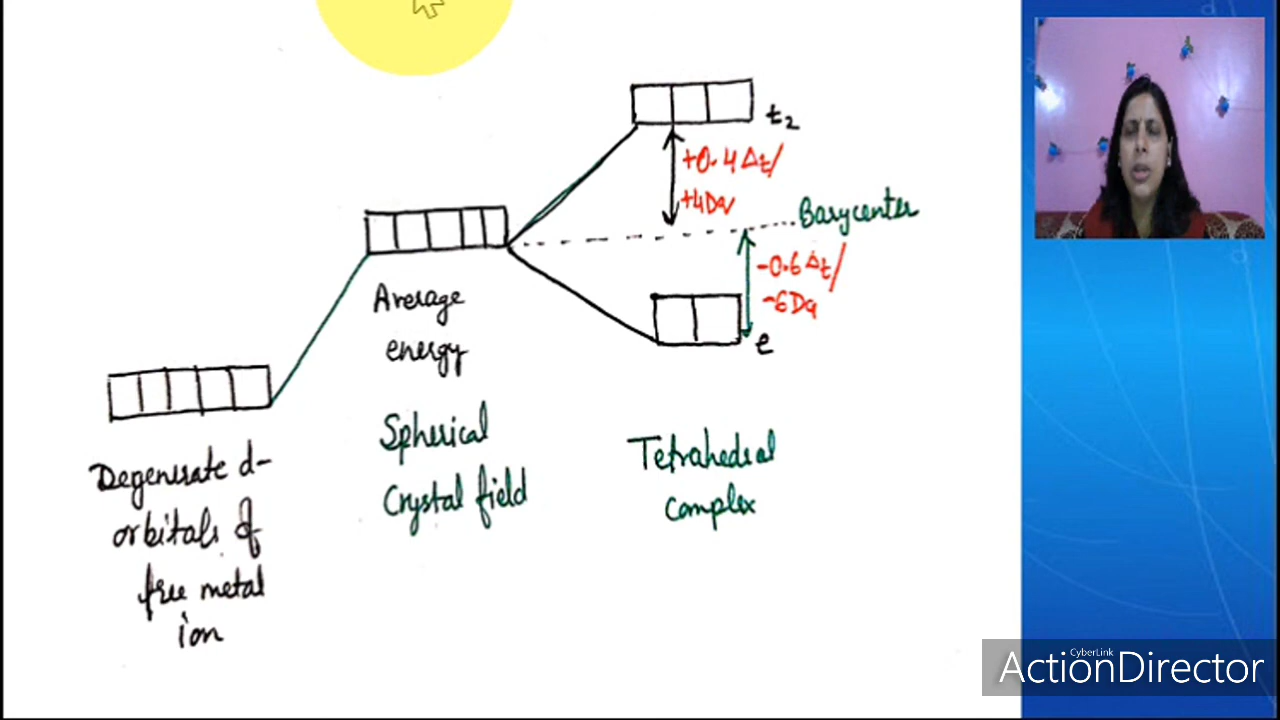 t2
+0.4 Δt/
+4Dq
Barycenter
-0.6 Δt/
-6Dq
e
Average
energy
Spherical
Crystal field
Tetrahedral
complex
Degenerate d-
orbitals of
free metal
ion
CyberLink
ActionDirector